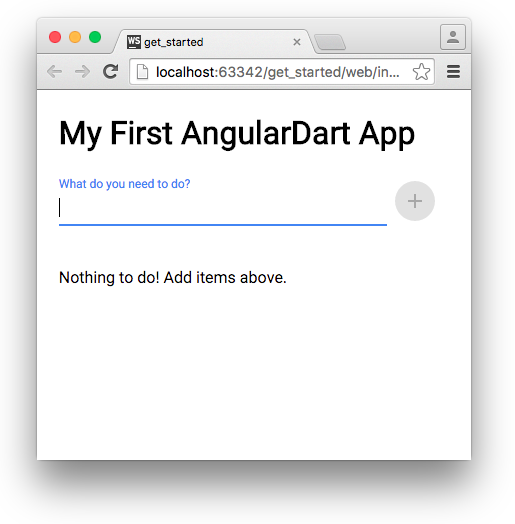 WS get_started
localhost:63342/get_started/web/in...
My First AngularDart App
What do you need to do?
Nothing to do! Add items above.